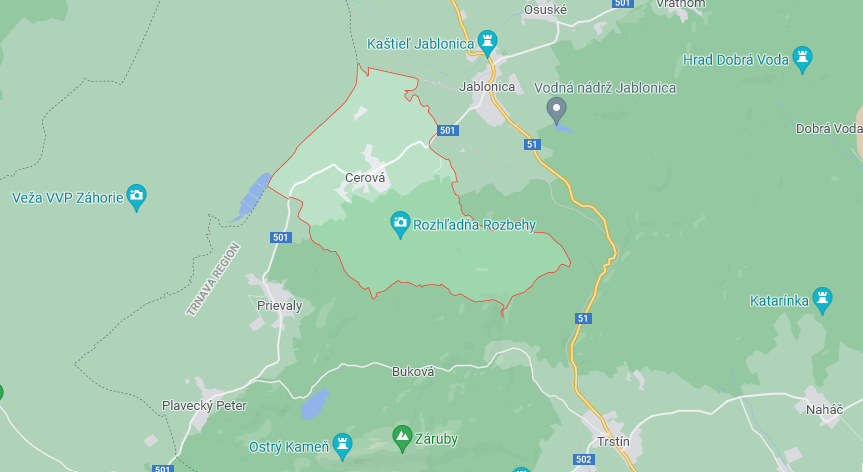 501
Vrátnom
Osuské
Kaštieľ Jablonica
Hrad Dobrá Voda
Jablonica
Vodná nádrž Jablonica
501
Dobrá Voda
51
Cerová
Veža VVP Záhorie
Rozhľadňa Rozbehy
501
TRNAVA REGION
Prievaly
Katarínka
51
Buková
Plavecký Peter
Naháč
Záruby
Ostrý Kameň
Trstín
502
501